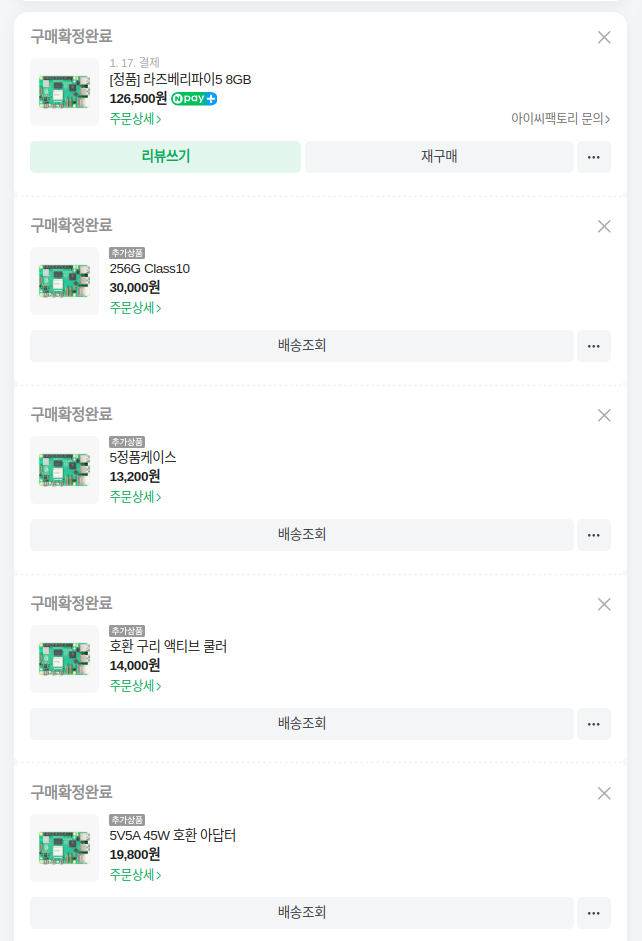 구매확정완료
1. 17. 결제
[정품] 라즈베리파이5 8GB
126,500원 N pay +
주문상세
아이씨팩토리 문의
리뷰쓰기
재구매
구매확정완료
추가상품
256G Class10
30,000원
주문상세
배송조회
구매확정완료
추가상품
5정품케이스
13,200원
주문상세
배송조회
구매확정완료
추가상품
호환 구리 액티브 쿨러
14,000원
주문상세
배송조회
구매확정완료
추가상품
5V5A 45W 호환 아답터
19,800원
주문상세
배송조회